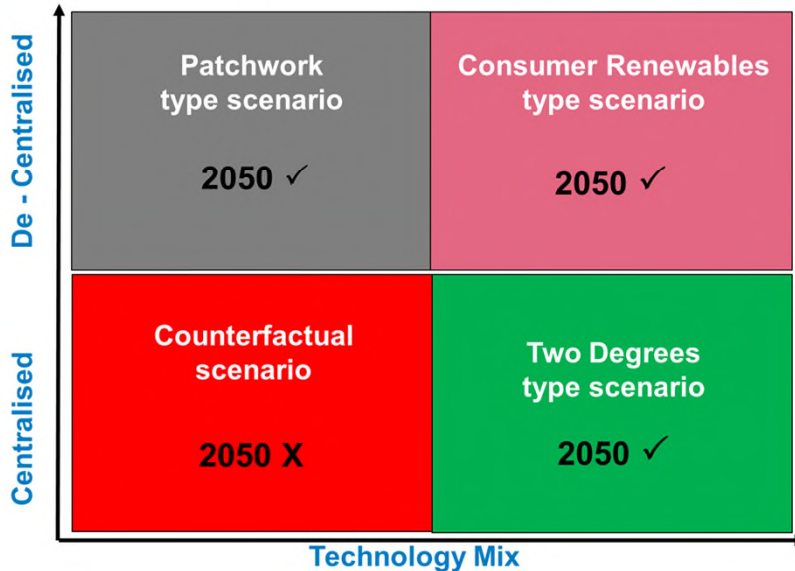 De - Centralised
Patchwork
type scenario
2050 ✓
Consumer Renewables
type scenario
2050 ✓
Centralised
Counterfactual
scenario
2050 X
Two Degrees
type scenario
2050 ✓
Technology Mix